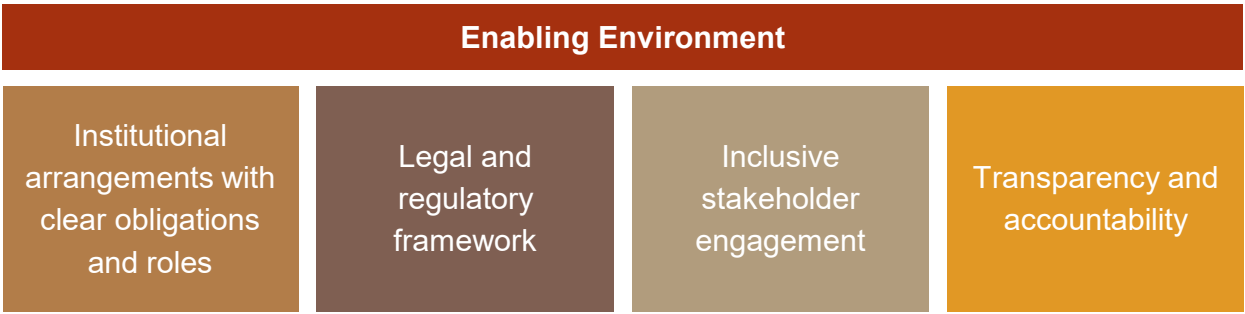 Enabling Environment
Institutional
arrangements with
clear obligations
and roles
Legal and
regulatory
framework
Inclusive
stakeholder
engagement
Transparency and
accountability